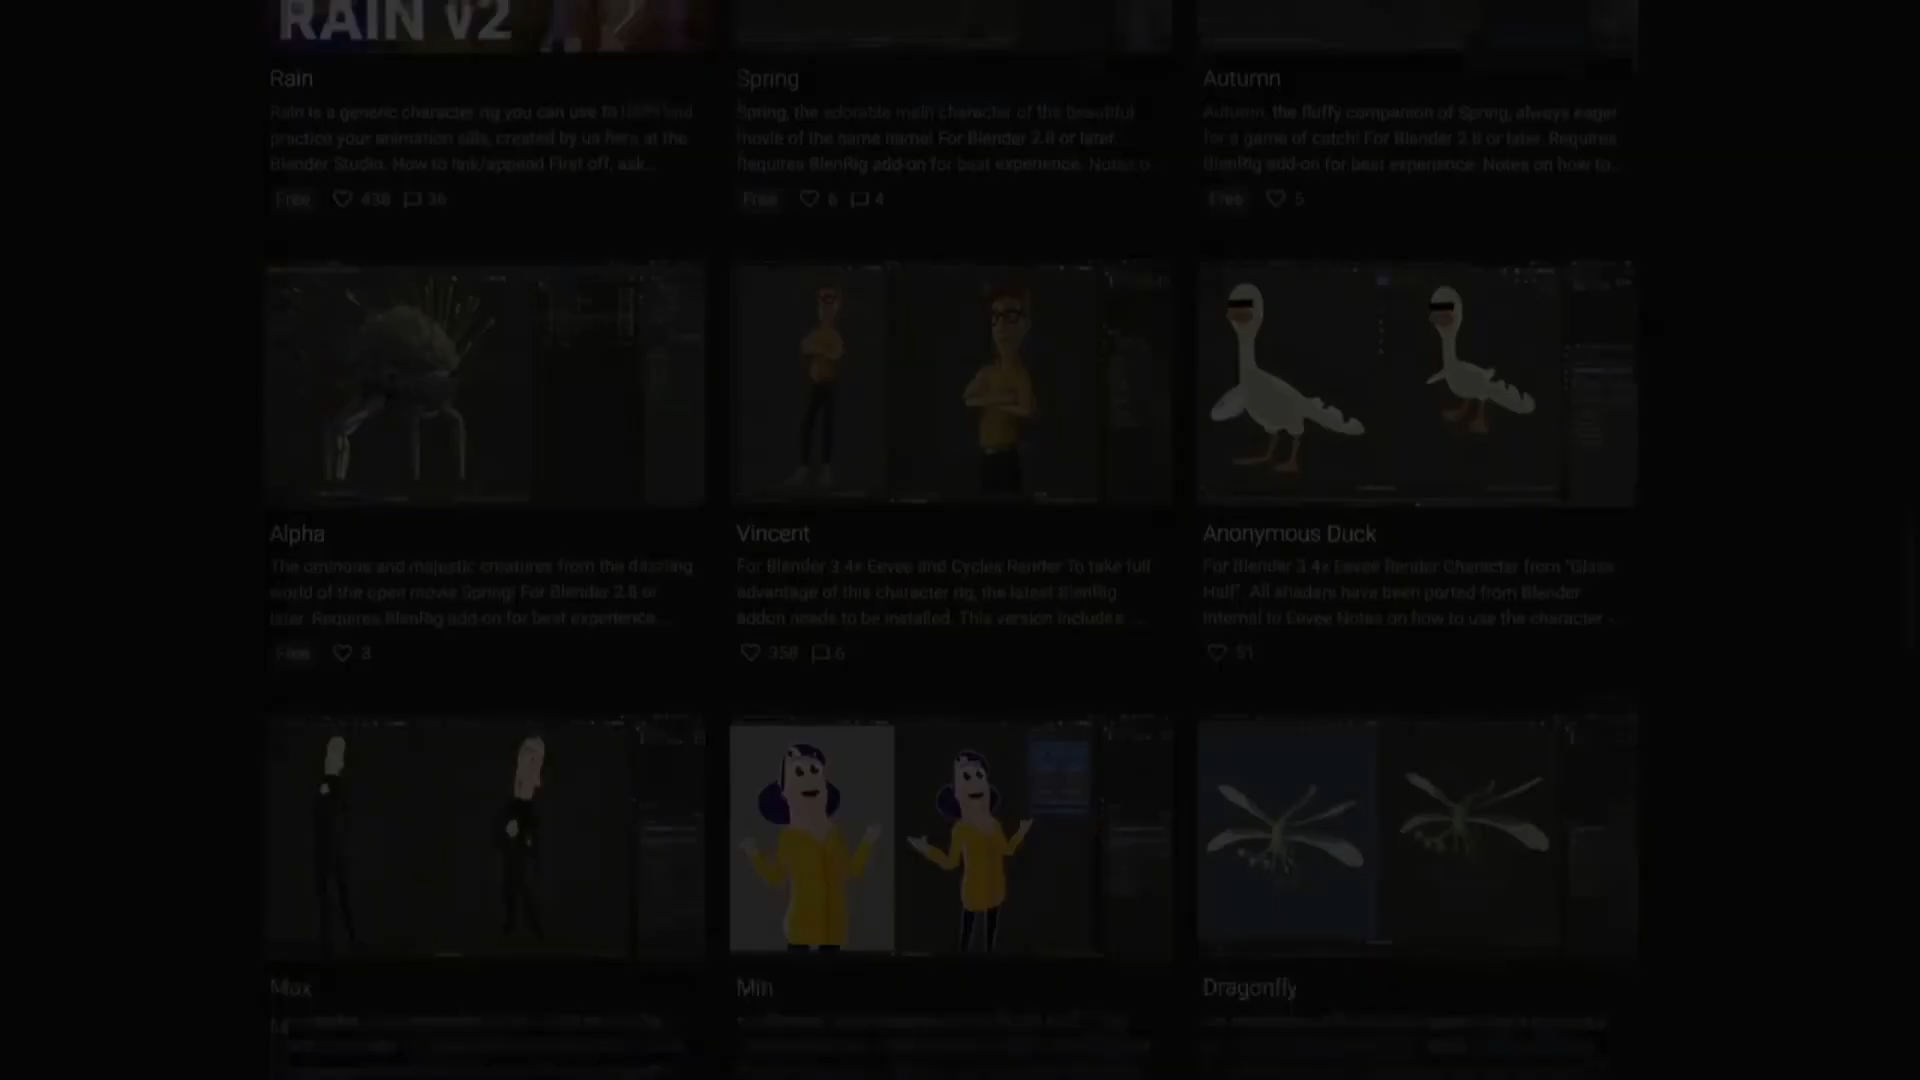 RAIN v2
Rain
Rain is a generic character rig you can use to learn and
practice your animation sills, created by us here at the
Blender Studio. How to link/append First off, ask...
Free 438 36
Spring
Spring, the adorable main character of the beautiful
movie of the name name! For Blender 2.8 or later.
Requires BlenRig add-on for best experience. Notes o...
Free 6 4
Autumn
Autumn, the fluffy companion of Spring, always eager
for a game of catch! For Blender 2.8 or later. Requires
BlenRig add-on for best experience. Notes on how to...
Free 5
Alpha
The ominous and majestic creatures from the dazzling
world of the open movie Spring! For Blender 2.8 or
later. Requires BlenRig add-on for best experience....
Free 3
Vincent
For Blender 3.4+ Eevee and Cycles Render To take full
advantage of this character rig, the latest BlenRig
addon needs to be installed. This version includes ...
358 6
Anonymous Duck
For Blender 3.4+ Eevee Render Character from "Glass
Half". All shaders have been ported from Blender
Internal to Eevee Notes on how to use the character -...
51
Max
Min
Dragonfly